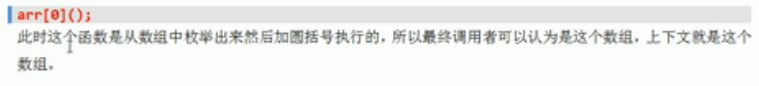 arr[0]();
此时这个函数是从数组中枚举出来然后加圆括号执行的，所以最终调用者可以认为是这个数组，上下文就是这个
数组。